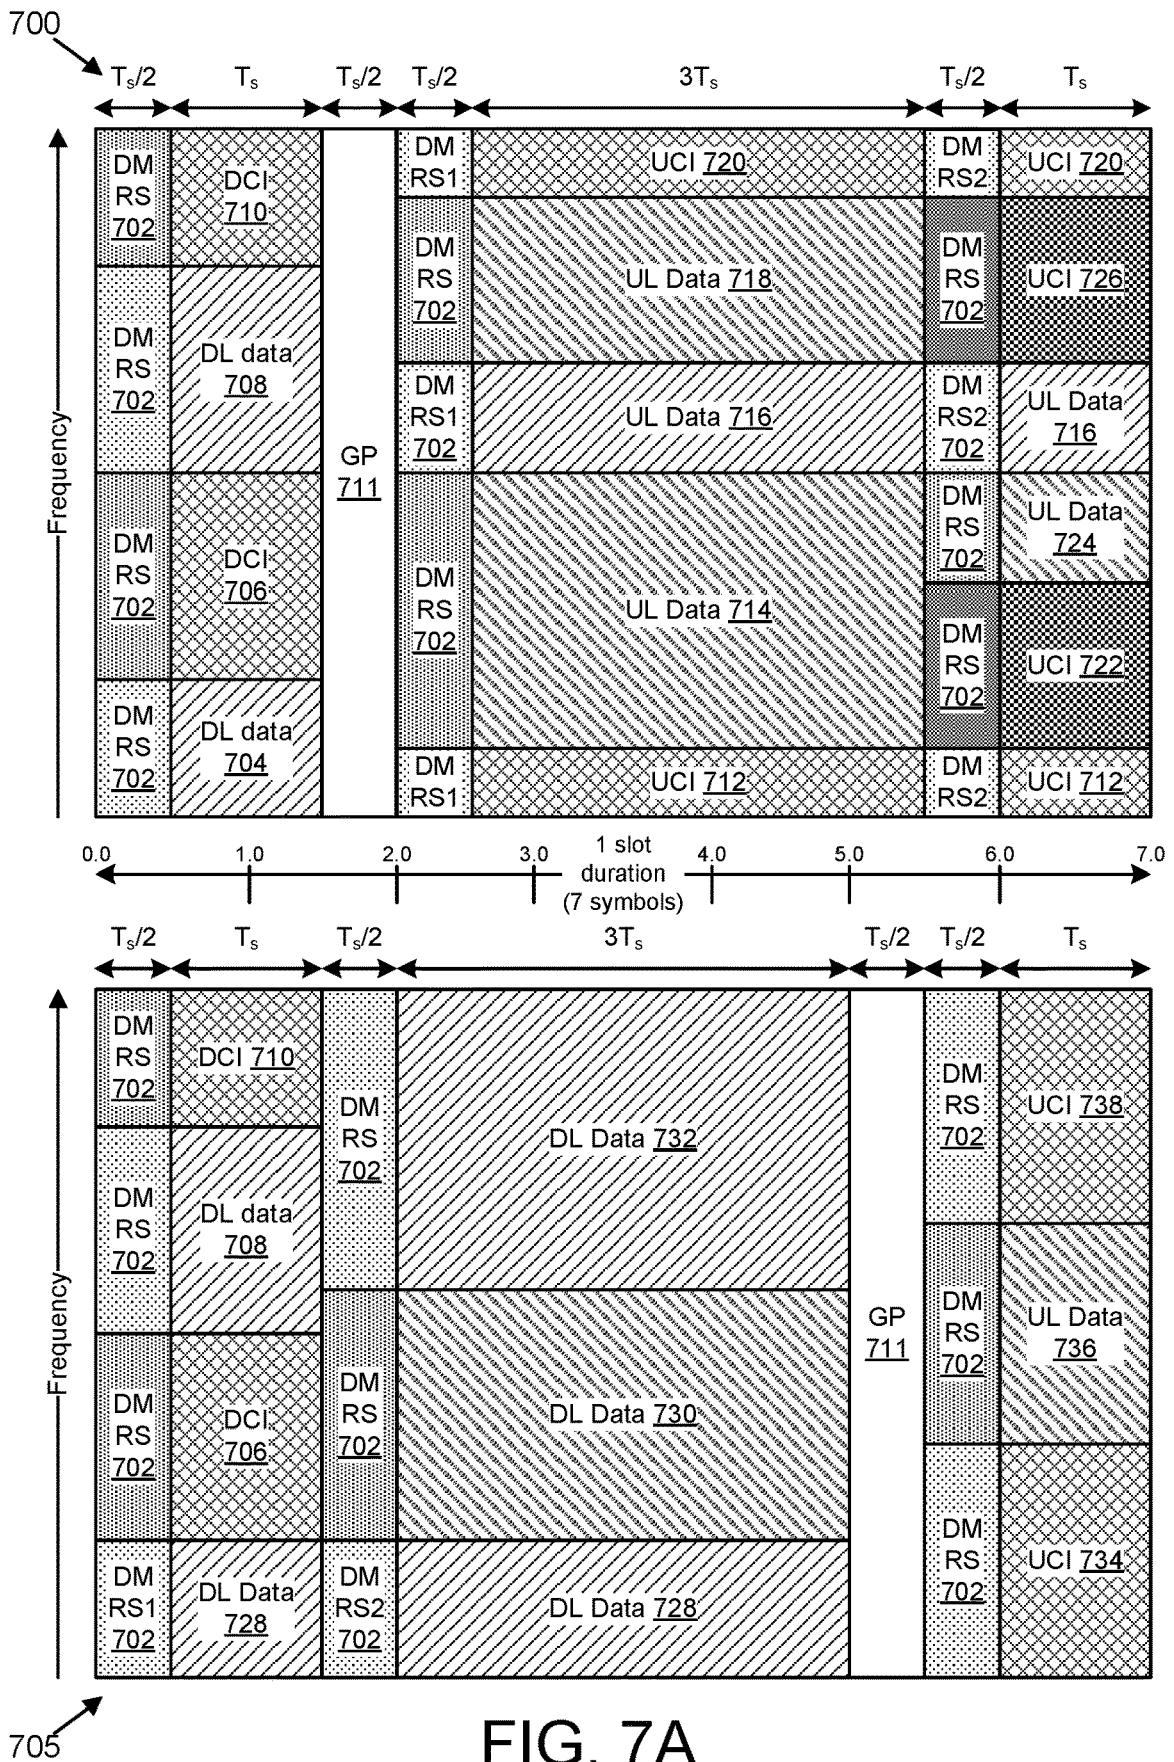 700
Ts/2 Ts Ts/2 Ts/2 3Ts Ts/2 Ts
Frequency
DM
RS
702
DCI
710
DM
RS
702
DL data
708
DM
RS
702
DCI
706
DM
RS
702
DL data
704
GP
711
DM
RS1
UCI 720
DM
RS2
UCI 720
DM
RS
702
UL Data 718
DM
RS
702
UCI 726
DM
RS1
702
UL Data 716
DM
RS2
702
UL Data
716
DM
RS
702
UL Data 714
DM
RS
702
UL Data
724
DM
RS
702
UCI 722
DM
RS1
UCI 712
DM
RS2
UCI 712
0.0 1.0 2.0 3.0 4.0 5.0 6.0 7.0
1 slot
duration
(7 symbols)
Ts/2 Ts Ts/2 3Ts Ts/2 Ts/2 Ts
Frequency
DM
RS
702
DCI 710
DM
RS
702
DL data
708
DM
RS
702
DCI
706
DM
RS1
702
DL Data
728
DM
RS
702
DL Data 732
DM
RS
702
DL Data 730
DM
RS2
702
DL Data 728
GP
711
DM
RS
702
UCI 738
DM
RS
702
UL Data
736
DM
RS
702
UCI 734
705
FIG. 7A